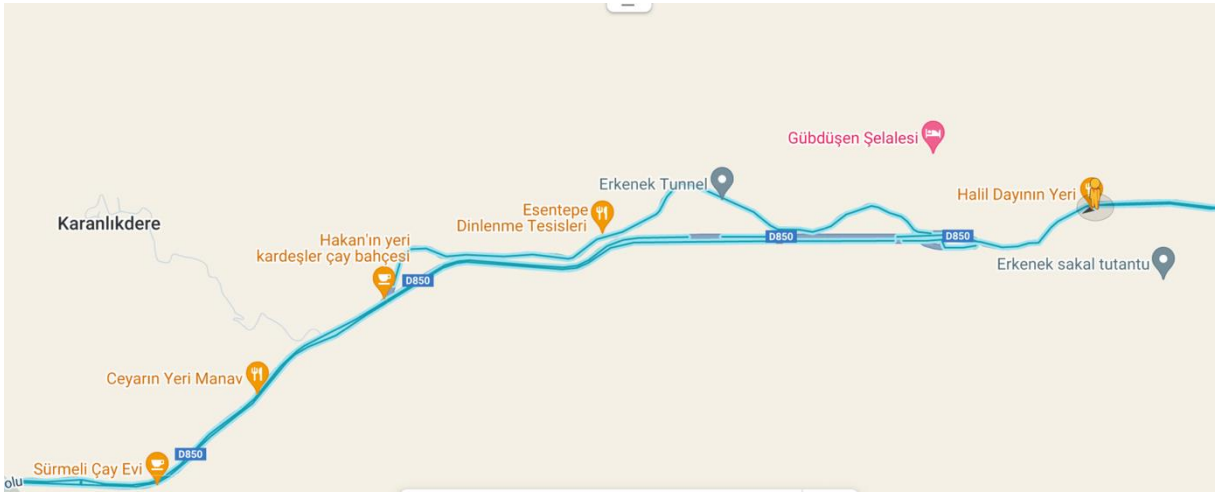 Gübdüşen Şelalesi
Erkenek Tunnel
Halil Dayının Yeri
Esentepe
Dinlenme Tesisleri
Karanlıkdere
D850
D850
Hakan'ın yeri
kardeşler çay bahçesi
Erkenek sakal tutantu
D850
Ceyarın Yeri Manav
D850
Sürmeli Çay Evi
olu